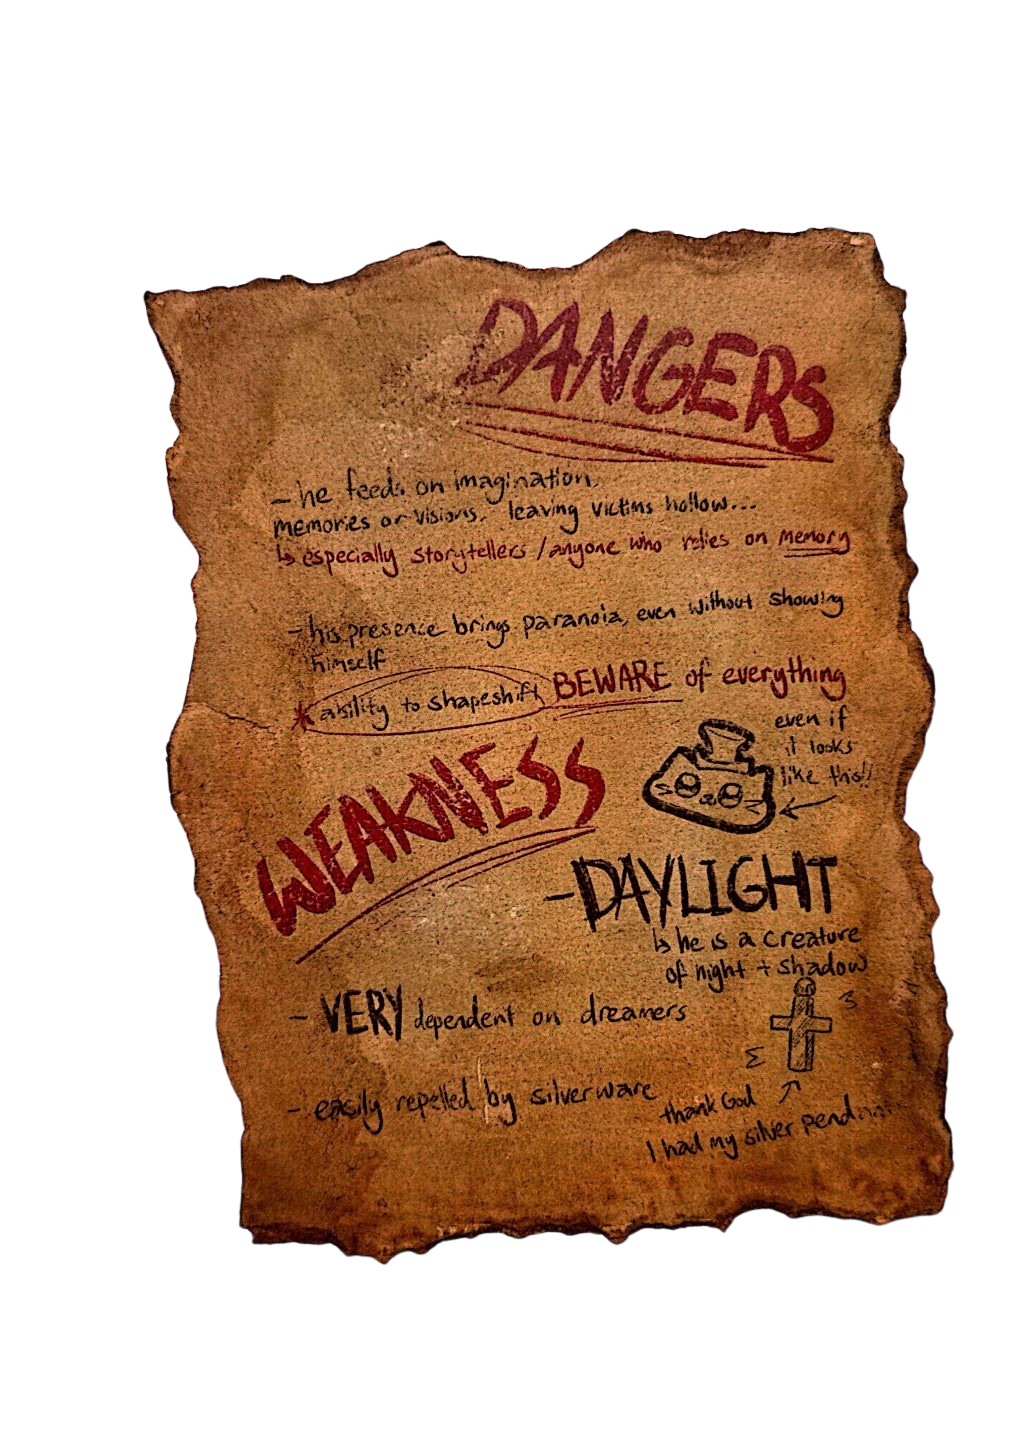 DANGERS
- he feeds on imagination,
memories or visions, leaving victims hollow...
↳ especially storytellers / anyone who relies on memory
- his presence brings paranoia, even without showing
himself
* ability to shapeshift BEWARE of everything
even if
it looks
like this!!
WEAKNESS
- DAYLIGHT
↳ he is a creature
of night + shadow
- VERY dependent on dreamers
- easily repelled by silverware
thank God
I had my silver pendant